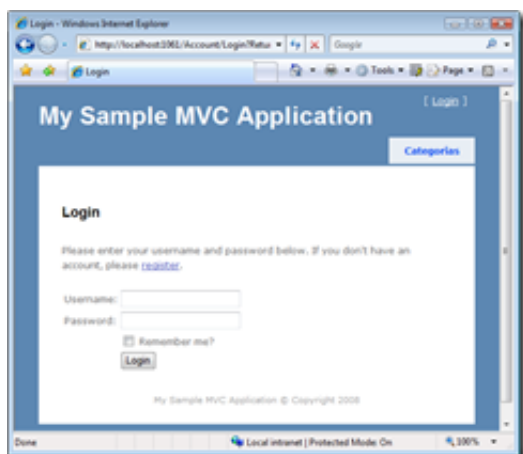 Login - Windows Internet Explorer
http://localhost:1061/Account/Login?Retur
Google
Login
Tools
Page
[ Login ]
My Sample MVC Application
Categorias
Login
Please enter your username and password below. If you don't have an
account, please register.
Username:
Password:
Remember me?
Login
My Sample MVC Application © Copyright 2008
Done
Local intranet | Protected Mode: On
100%